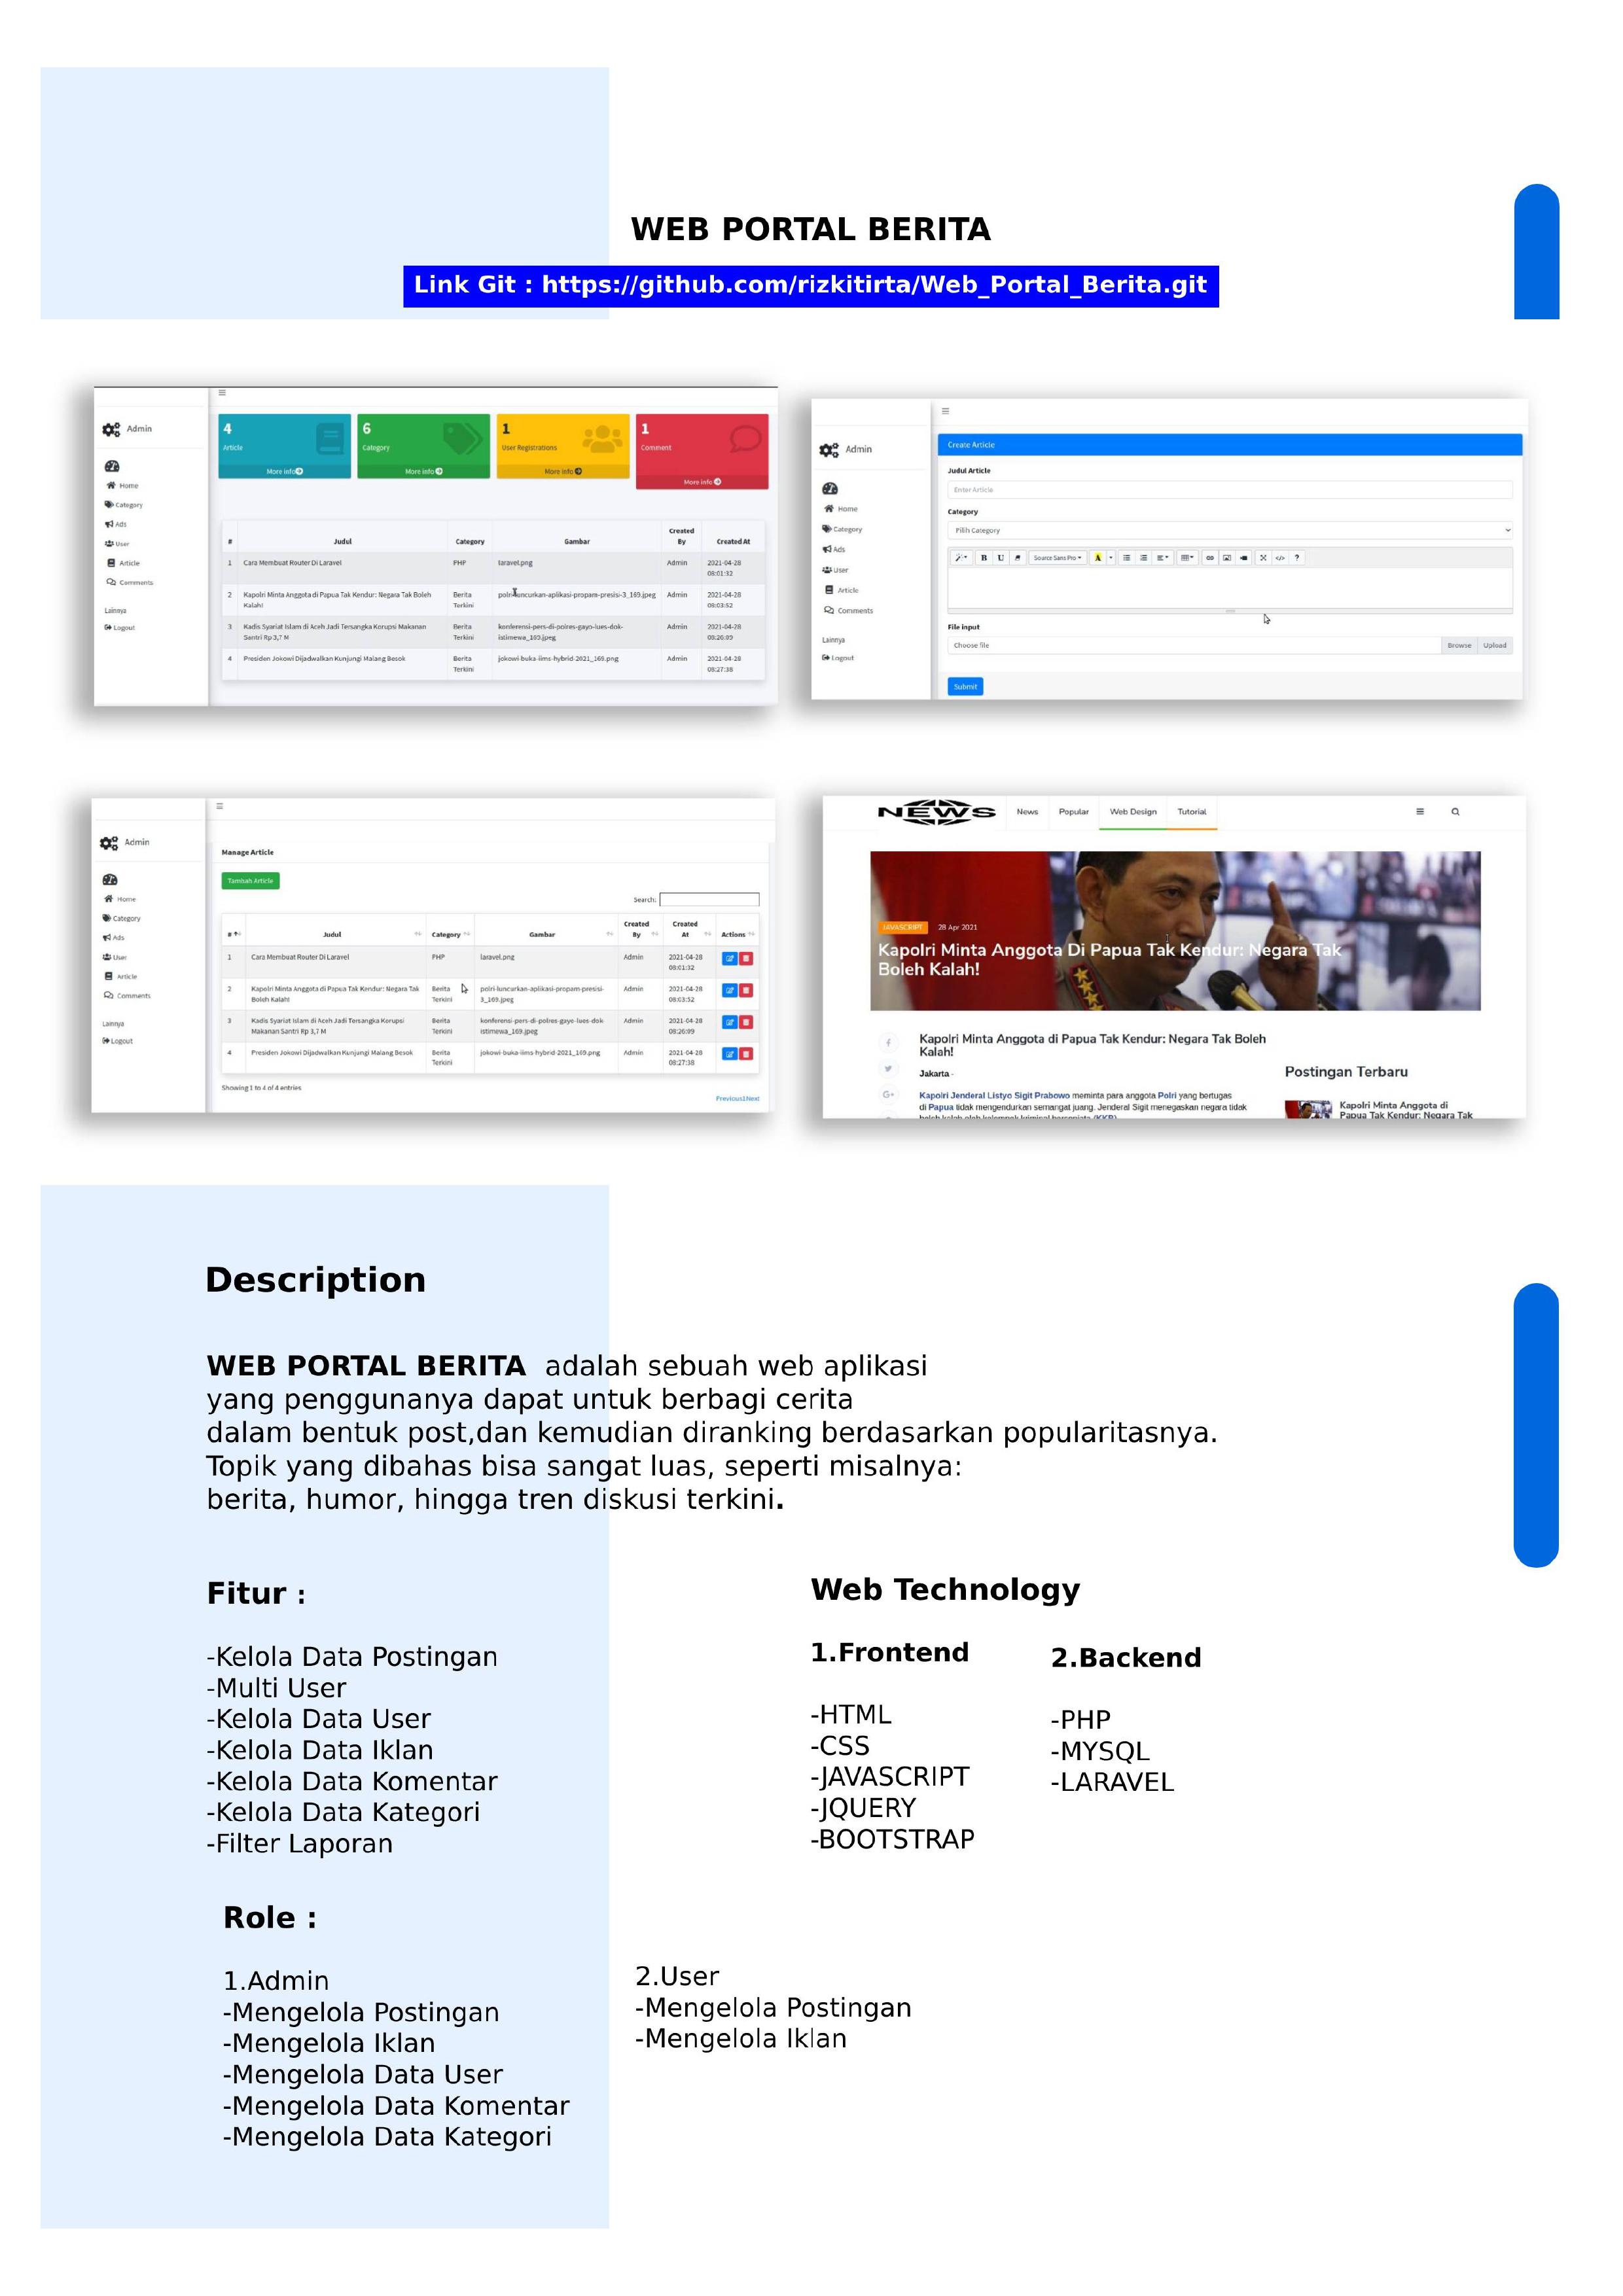 WEB PORTAL BERITA
Link Git : https://github.com/rizkitirta/Web_Portal_Berita.git
Admin
Home
Category
Ads
User
Article
Comments
Lainnya
Logout
4
Article
More info
6
Category
More info
1
User Registrations
More info
1
Comment
More info
# Judul Category Gambar Created By Created At
1 Cara Membuat Router Di Laravel PHP laravel.png Admin 2021-04-28 08:01:32
2 Kapolri Minta Anggota di Papua Tak Kendur: Negara Tak Boleh Kalah! Berita Terkini polri-luncurkan-aplikasi-propam-presisi-3_169.jpeg Admin 2021-04-28 08:03:52
3 Kadis Syariat Islam di Aceh Jadi Tersangka Korupsi Makanan Santri Rp 3,7 M Berita Terkini konferensi-pers-di-polres-gayo-lues-dok-istimewa_169.jpeg Admin 2021-04-28 08:26:09
4 Presiden Jokowi Dijadwalkan Kunjungi Malang Besok Berita Terkini jokowi-buka-iims-hybrid-2021_169.png Admin 2021-04-28 08:27:38
Admin
Home
Category
Ads
User
Article
Comments
Lainnya
Logout
Create Article
Judul Article
Enter Article
Category
Pilih Category
B U Source Sans Pro A
File input
Choose file Browse Upload
Submit
Admin
Home
Category
Ads
User
Article
Comments
Lainnya
Logout
Manage Article
Tambah Article
Search:
# Judul Category Gambar Created By Created At Actions
1 Cara Membuat Router Di Laravel PHP laravel.png Admin 2021-04-28 08:01:32
2 Kapolri Minta Anggota di Papua Tak Kendur: Negara Tak Boleh Kalah! Berita Terkini polri-luncurkan-aplikasi-propam-presisi-3_169.jpeg Admin 2021-04-28 08:03:52
3 Kadis Syariat Islam di Aceh Jadi Tersangka Korupsi Makanan Santri Rp 3,7 M Berita Terkini konferensi-pers-di-polres-gayo-lues-dok-istimewa_169.jpeg Admin 2021-04-28 08:26:09
4 Presiden Jokowi Dijadwalkan Kunjungi Malang Besok Berita Terkini jokowi-buka-iims-hybrid-2021_169.png Admin 2021-04-28 08:27:38
Showing 1 to 4 of 4 entries
Previous1Next
NEWS
News Popular Web Design Tutorial
JAVASCRIPT 28 Apr 2021
Kapolri Minta Anggota Di Papua Tak Kendur: Negara Tak
Boleh Kalah!
Kapolri Minta Anggota di Papua Tak Kendur: Negara Tak Boleh
Kalah!
Jakarta -
Kapolri Jenderal Listyo Sigit Prabowo meminta para anggota Polri yang bertugas
di Papua tidak mengendurkan semangat juang. Jenderal Sigit menegaskan negara tidak
boleh kalah oleh kelompok kriminal bersenjata (KKB)
Postingan Terbaru
Kapolri Minta Anggota di
Papua Tak Kendur: Negara Tak
Description
WEB PORTAL BERITA adalah sebuah web aplikasi
yang penggunanya dapat untuk berbagi cerita
dalam bentuk post,dan kemudian diranking berdasarkan popularitasnya.
Topik yang dibahas bisa sangat luas, seperti misalnya:
berita, humor, hingga tren diskusi terkini.
Fitur :
-Kelola Data Postingan
-Multi User
-Kelola Data User
-Kelola Data Iklan
-Kelola Data Komentar
-Kelola Data Kategori
-Filter Laporan
Web Technology
1.Frontend
-HTML
-CSS
-JAVASCRIPT
-JQUERY
-BOOTSTRAP
2.Backend
-PHP
-MYSQL
-LARAVEL
Role :
1.Admin
-Mengelola Postingan
-Mengelola Iklan
-Mengelola Data User
-Mengelola Data Komentar
-Mengelola Data Kategori
2.User
-Mengelola Postingan
-Mengelola Iklan